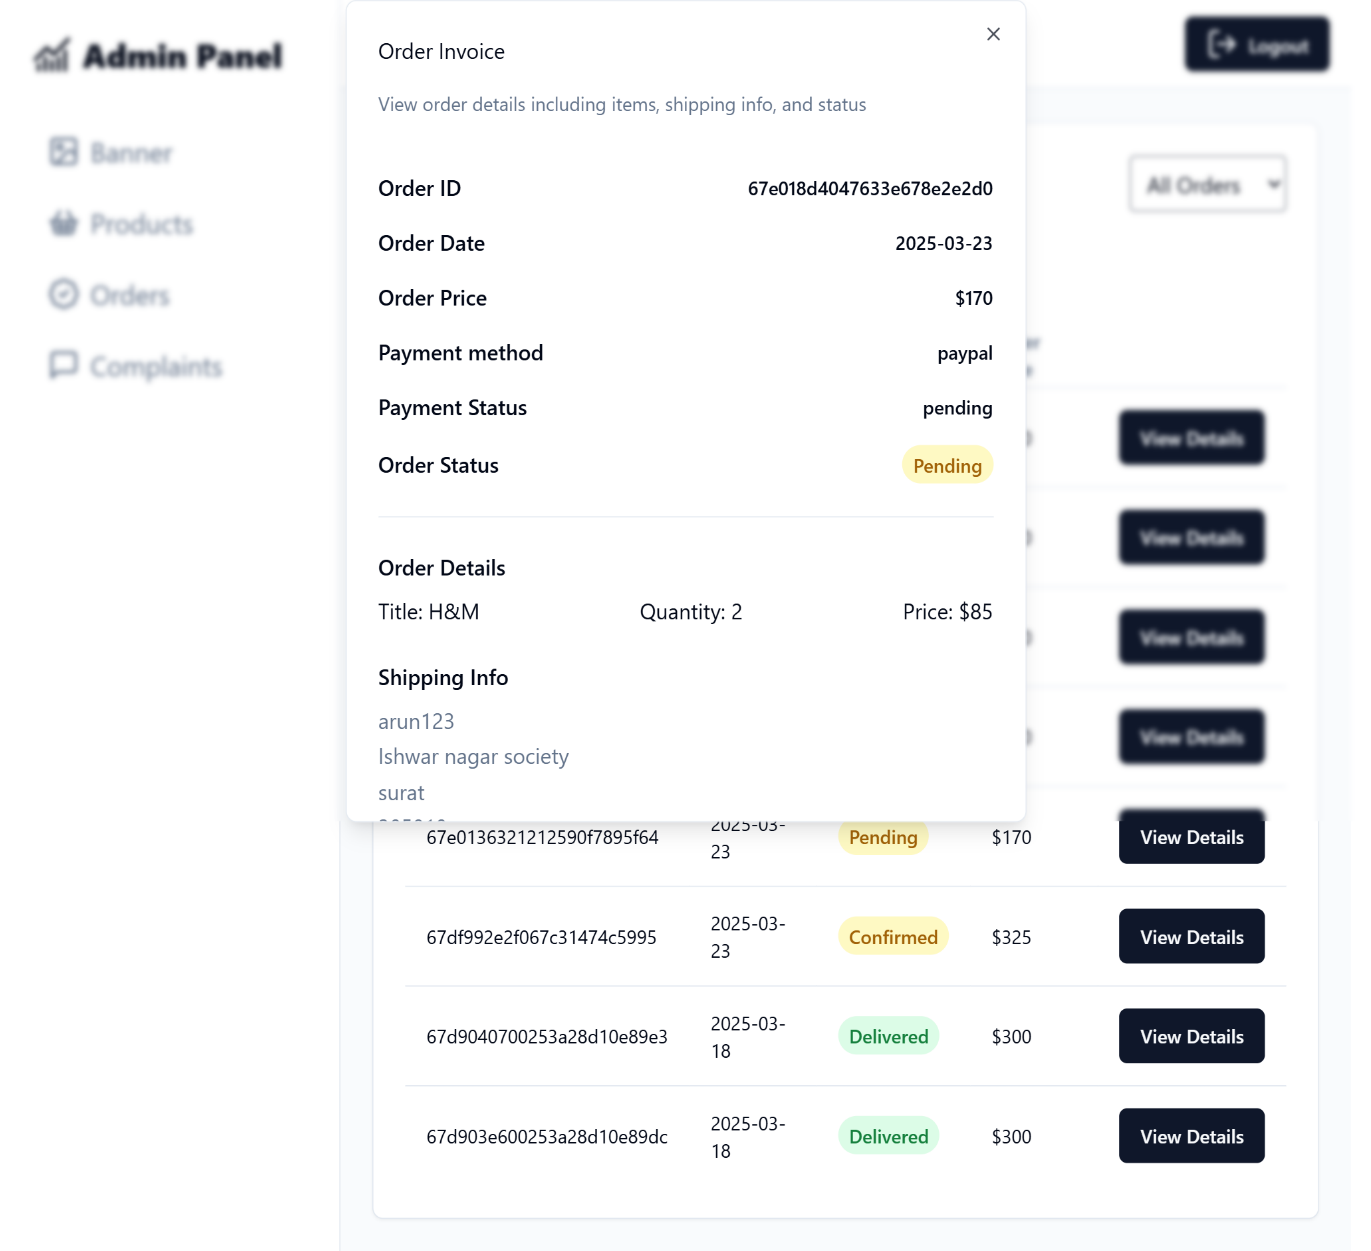 Admin Panel
Banner
Products
Orders
Complaints
Logout
All Orders
Order Invoice
View order details including items, shipping info, and status
Order ID 67e018d4047633e678e2e2d0
Order Date 2025-03-23
Order Price $170
Payment method paypal
Payment Status pending
Order Status Pending
Order Details
Title: H&M Quantity: 2 Price: $85
Shipping Info
arun123
Ishwar nagar society
surat
View Details
View Details
View Details
View Details
67e0136321212590f7895f64 2025-03-23 Pending $170 View Details
67df992e2f067c31474c5995 2025-03-23 Confirmed $325 View Details
67d9040700253a28d10e89e3 2025-03-18 Delivered $300 View Details
67d903e600253a28d10e89dc 2025-03-18 Delivered $300 View Details